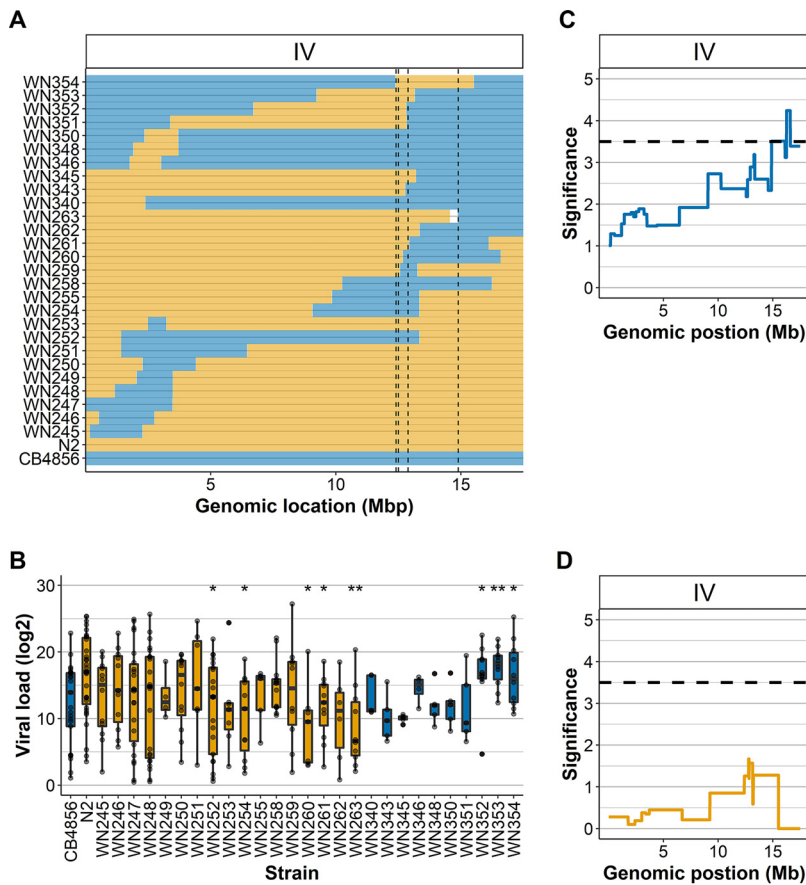 A
IV
WN354
WN353
WN352
WN351
WN350
WN348
WN346
WN345
WN343
WN340
WN263
WN262
WN261
WN260
WN259
WN258
WN255
WN254
WN253
WN252
WN251
WN250
WN249
WN248
WN247
WN246
WN245
N2
CB4856
5 10 15
Genomic location (Mbp)
C
IV
5
4
3
2
1
0
Significance
5 10 15
Genomic postion (Mb)
B
30
20
10
0
Viral load (log2)
* * * * ** * ** *
CB4856 N2 WN245 WN246 WN247 WN248 WN249 WN250 WN251 WN252 WN253 WN254 WN255 WN258 WN259 WN260 WN261 WN262 WN263 WN340 WN343 WN345 WN346 WN348 WN350 WN351 WN352 WN353 WN354
Strain
D
IV
5
4
3
2
1
0
Significance
5 10 15
Genomic postion (Mb)